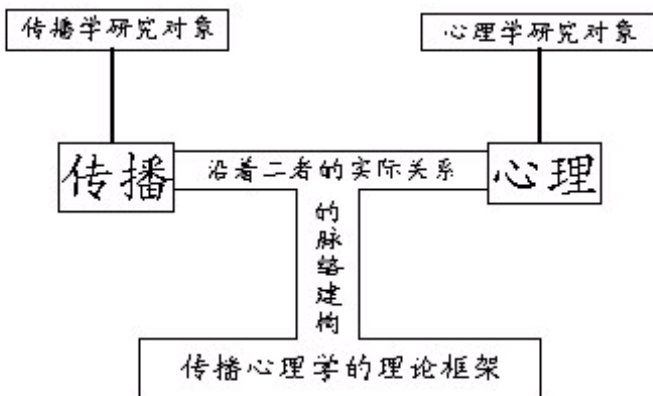 传播学研究对象
心理学研究对象
传播
沿着二者的实际关系
心理
的脉络建构
传播心理学的理论框架